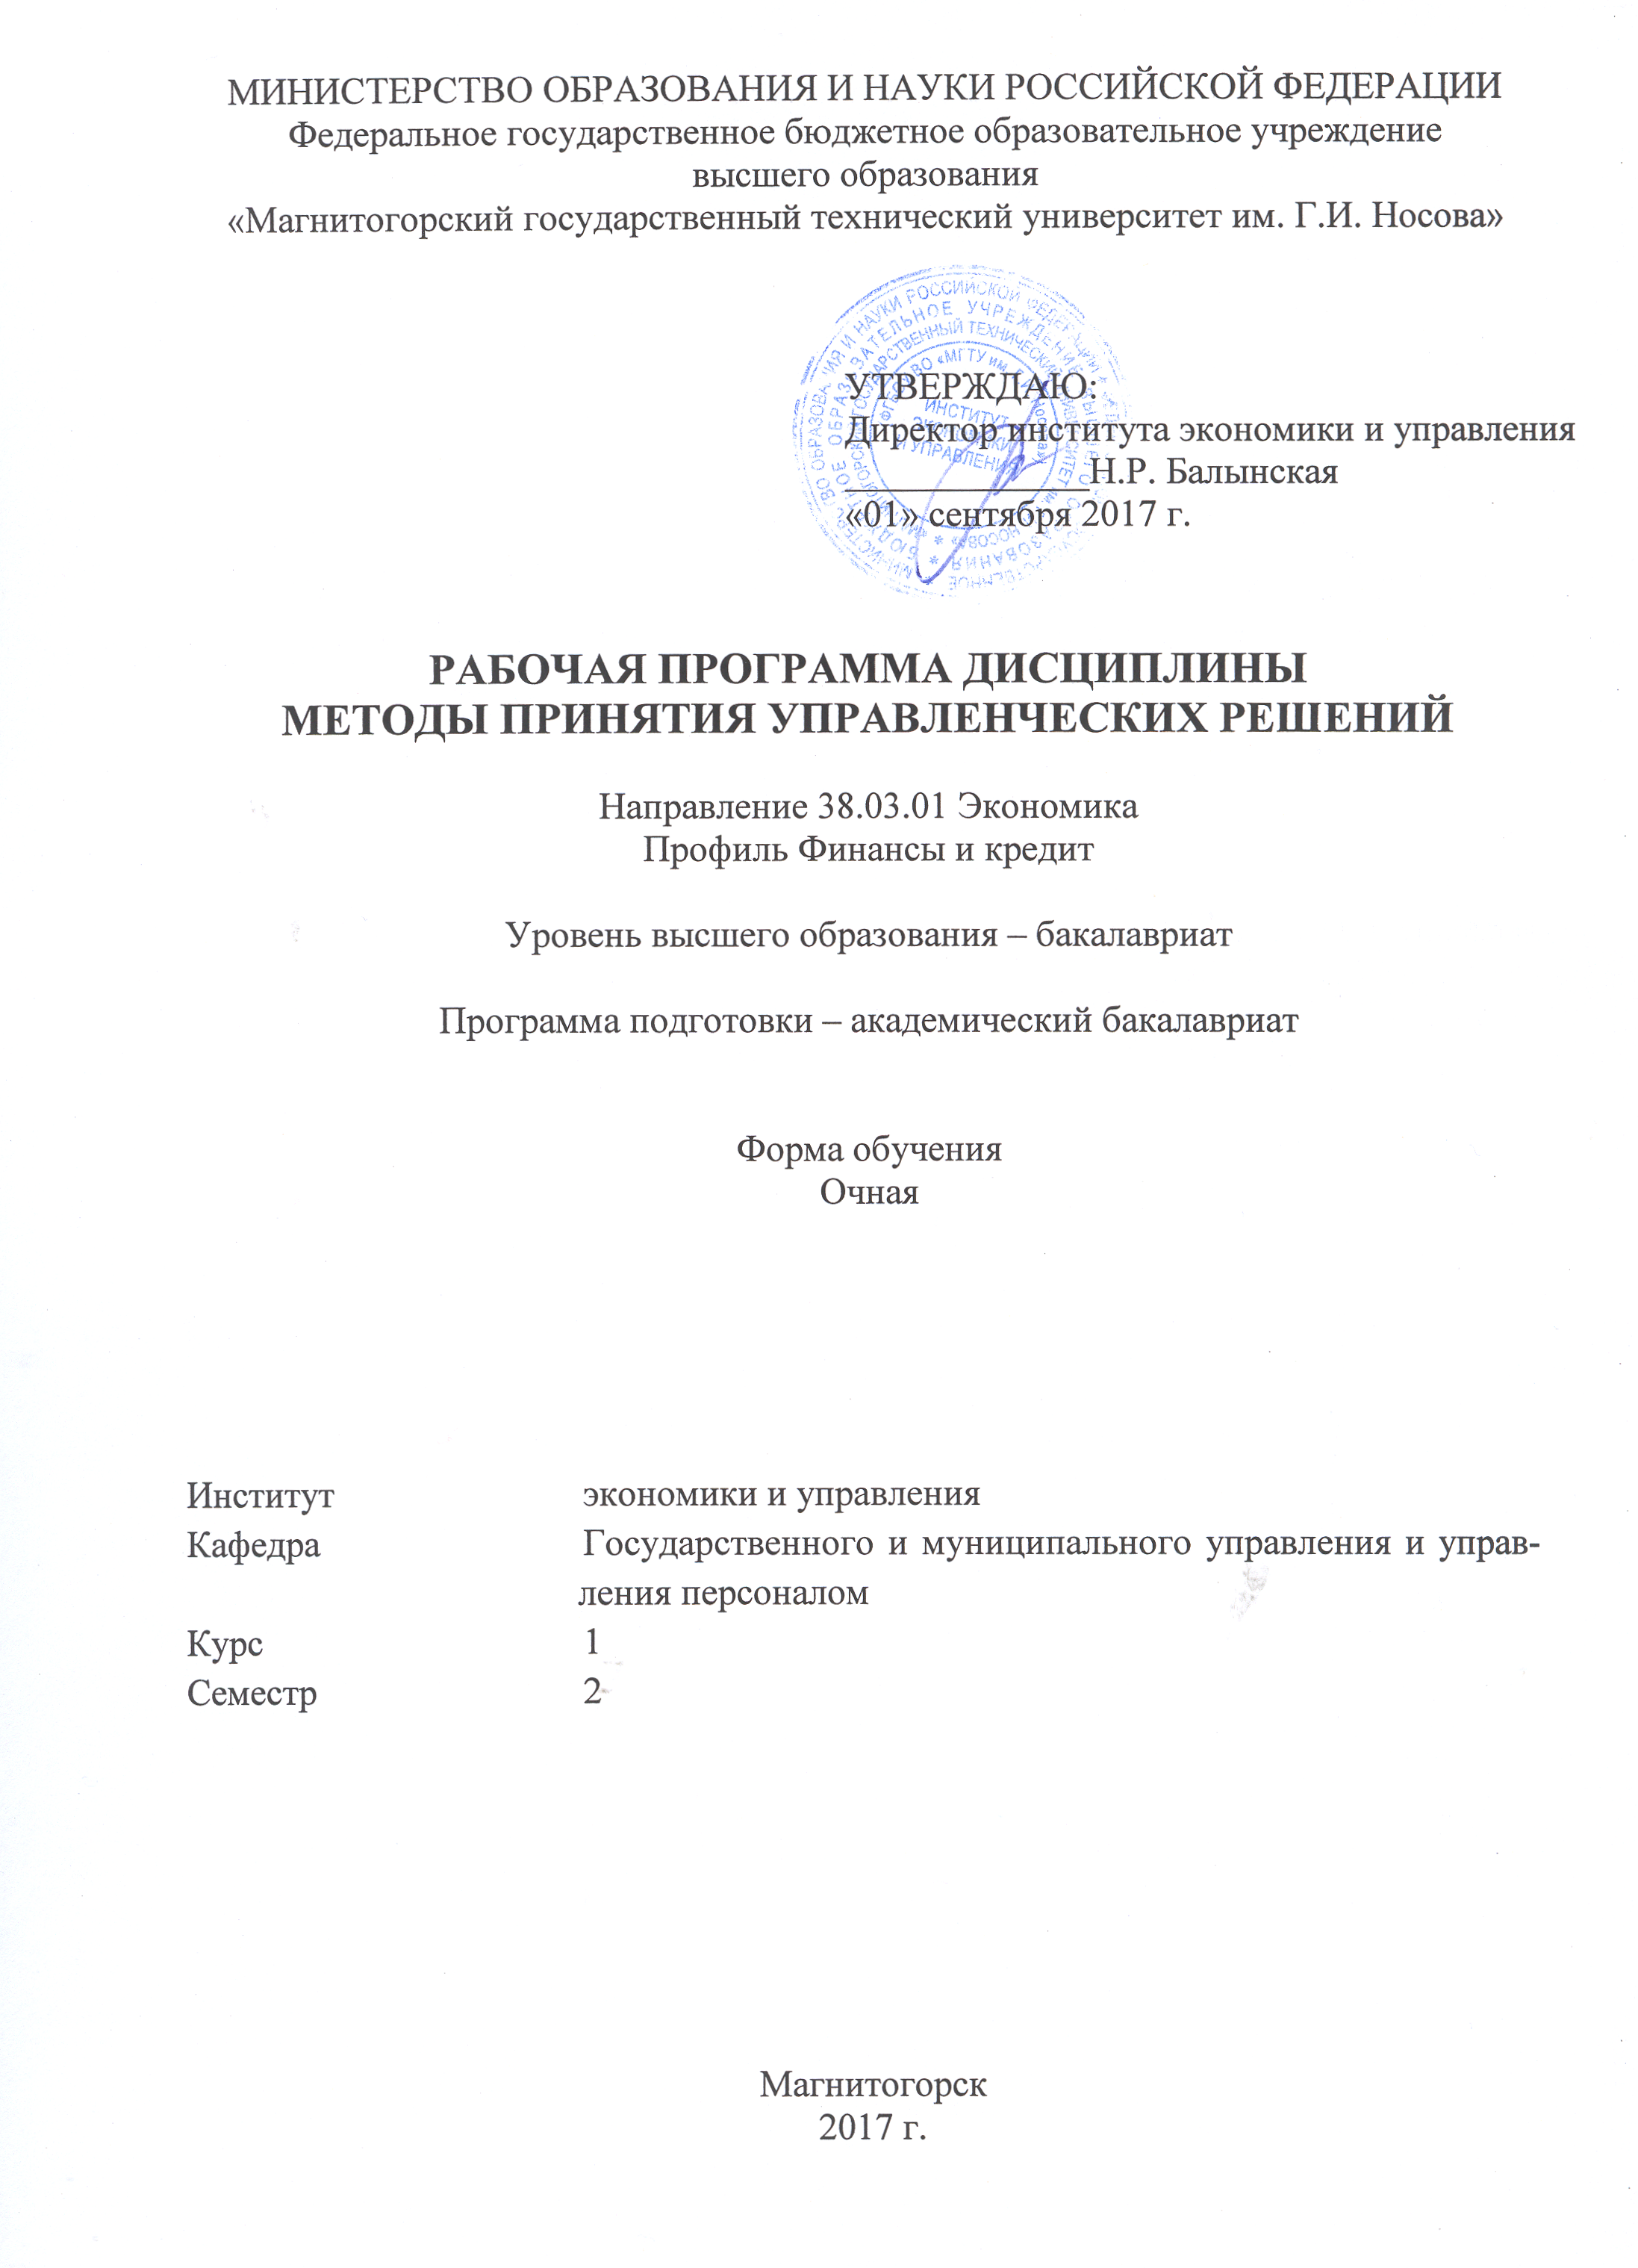 МИНИСТЕРСТВО ОБРАЗОВАНИЯ И НАУКИ РОССИЙСКОЙ ФЕДЕРАЦИИ
Федеральное государственное бюджетное образовательное учреждение
высшего образования
«Магнитогорский государственный технический университет им. Г.И. Носова»
УТВЕРЖДАЮ:
Директор института экономики и управления
Н.Р. Балынская
«01» сентября 2017 г.
ИНСТИТУТ
ЭКОНОМИКИ
И УПРАВЛЕНИЯ
РАБОЧАЯ ПРОГРАММА ДИСЦИПЛИНЫ
МЕТОДЫ ПРИНЯТИЯ УПРАВЛЕНЧЕСКИХ РЕШЕНИЙ
Направление 38.03.01 Экономика
Профиль Финансы и кредит
Уровень высшего образования – бакалавриат
Программа подготовки – академический бакалавриат
Форма обучения
Очная
Институт экономики и управления
Кафедра Государственного и муниципального управления и управ-
ления персоналом
Курс 1
Семестр 2
Магнитогорск
2017 г.